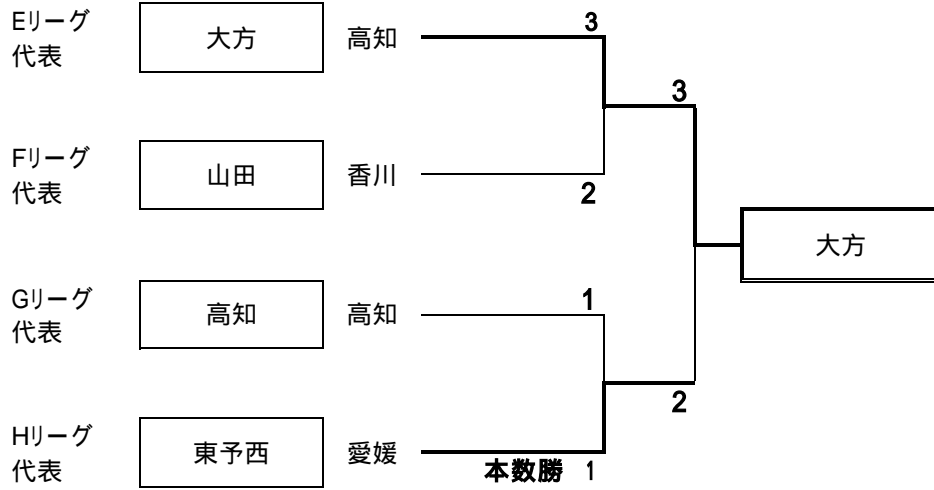 Eリーグ
代表
大方
高知
3
3
Fリーグ
代表
山田
香川
2
大方
Gリーグ
代表
高知
高知
1
2
Hリーグ
代表
東予西
愛媛
本数勝 1